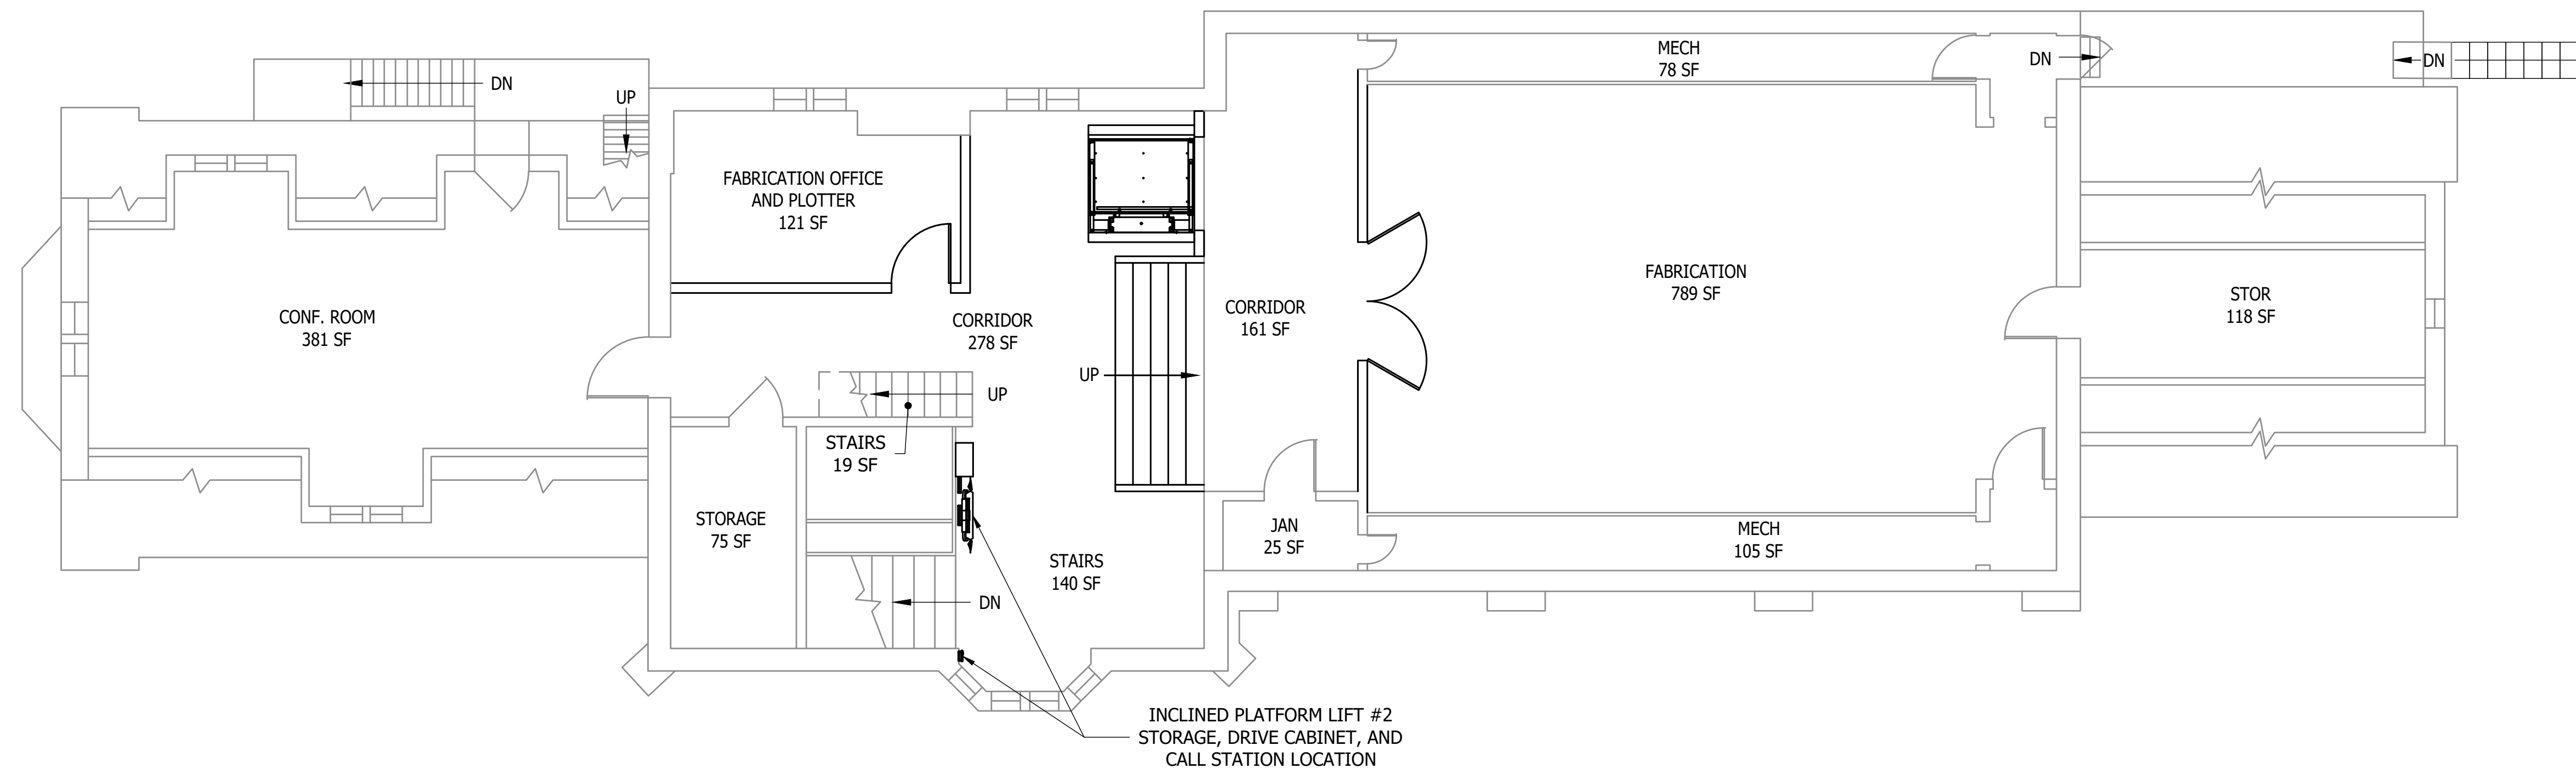 DN
UP
MECH
78 SF
DN
DN
FABRICATION OFFICE
AND PLOTTER
121 SF
CONF. ROOM
381 SF
CORRIDOR
278 SF
CORRIDOR
161 SF
FABRICATION
789 SF
STOR
118 SF
UP
UP
STAIRS
19 SF
STORAGE
75 SF
JAN
25 SF
MECH
105 SF
STAIRS
140 SF
DN
INCLINED PLATFORM LIFT #2
STORAGE, DRIVE CABINET, AND
CALL STATION LOCATION